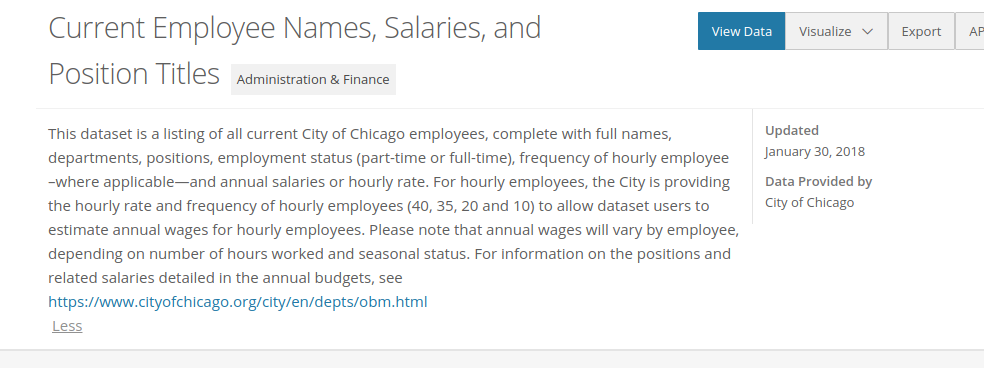 Current Employee Names, Salaries, and
Position Titles Administration & Finance
View Data Visualize Export AP
This dataset is a listing of all current City of Chicago employees, complete with full names,
departments, positions, employment status (part-time or full-time), frequency of hourly employee
–where applicable—and annual salaries or hourly rate. For hourly employees, the City is providing
the hourly rate and frequency of hourly employees (40, 35, 20 and 10) to allow dataset users to
estimate annual wages for hourly employees. Please note that annual wages will vary by employee,
depending on number of hours worked and seasonal status. For information on the positions and
related salaries detailed in the annual budgets, see
https://www.cityofchicago.org/city/en/depts/obm.html
Less
Updated
January 30, 2018
Data Provided by
City of Chicago